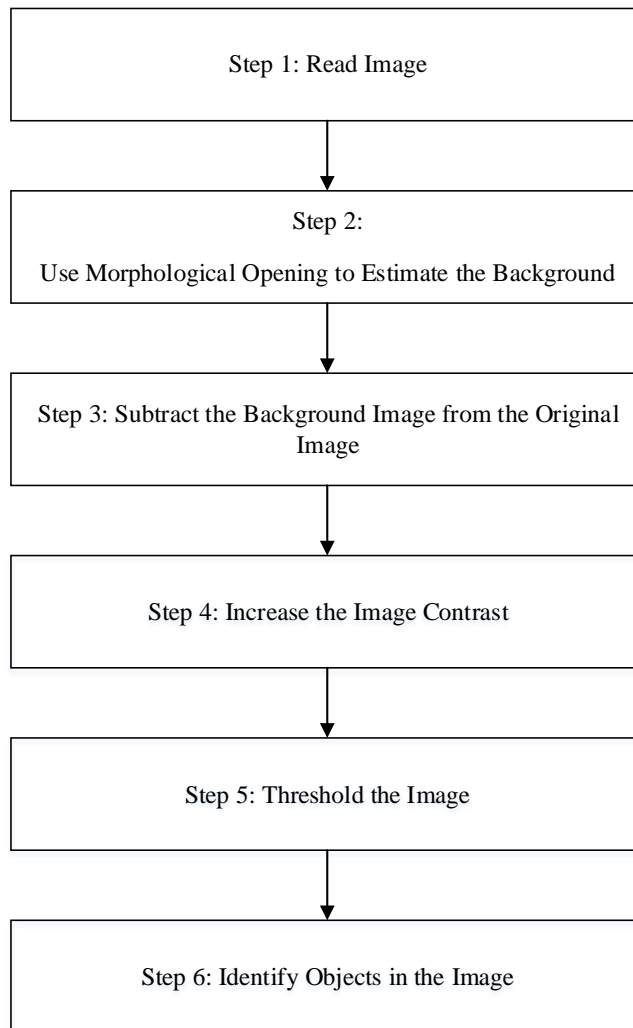 Step 1: Read Image
Step 2:
Use Morphological Opening to Estimate the Background
Step 3: Subtract the Background Image from the Original
Image
Step 4: Increase the Image Contrast
Step 5: Threshold the Image
Step 6: Identify Objects in the Image